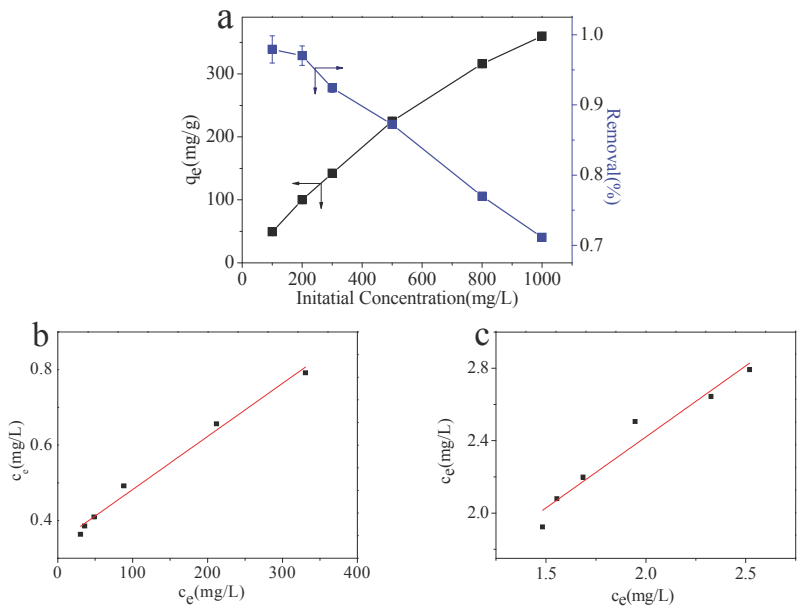 a
1.0
0.9
0.8
0.7
Removal(%)
300
200
100
0
q_e(mg/g)
0 200 400 600 800 1000
Initatial Concentration(mg/L)
b
0.8
0.6
0.4
c_e(mg/L)
0 100 200 300 400
c_e(mg/L)
c
2.8
2.4
2.0
c_e(mg/L)
1.5 2.0 2.5
c_e(mg/L)